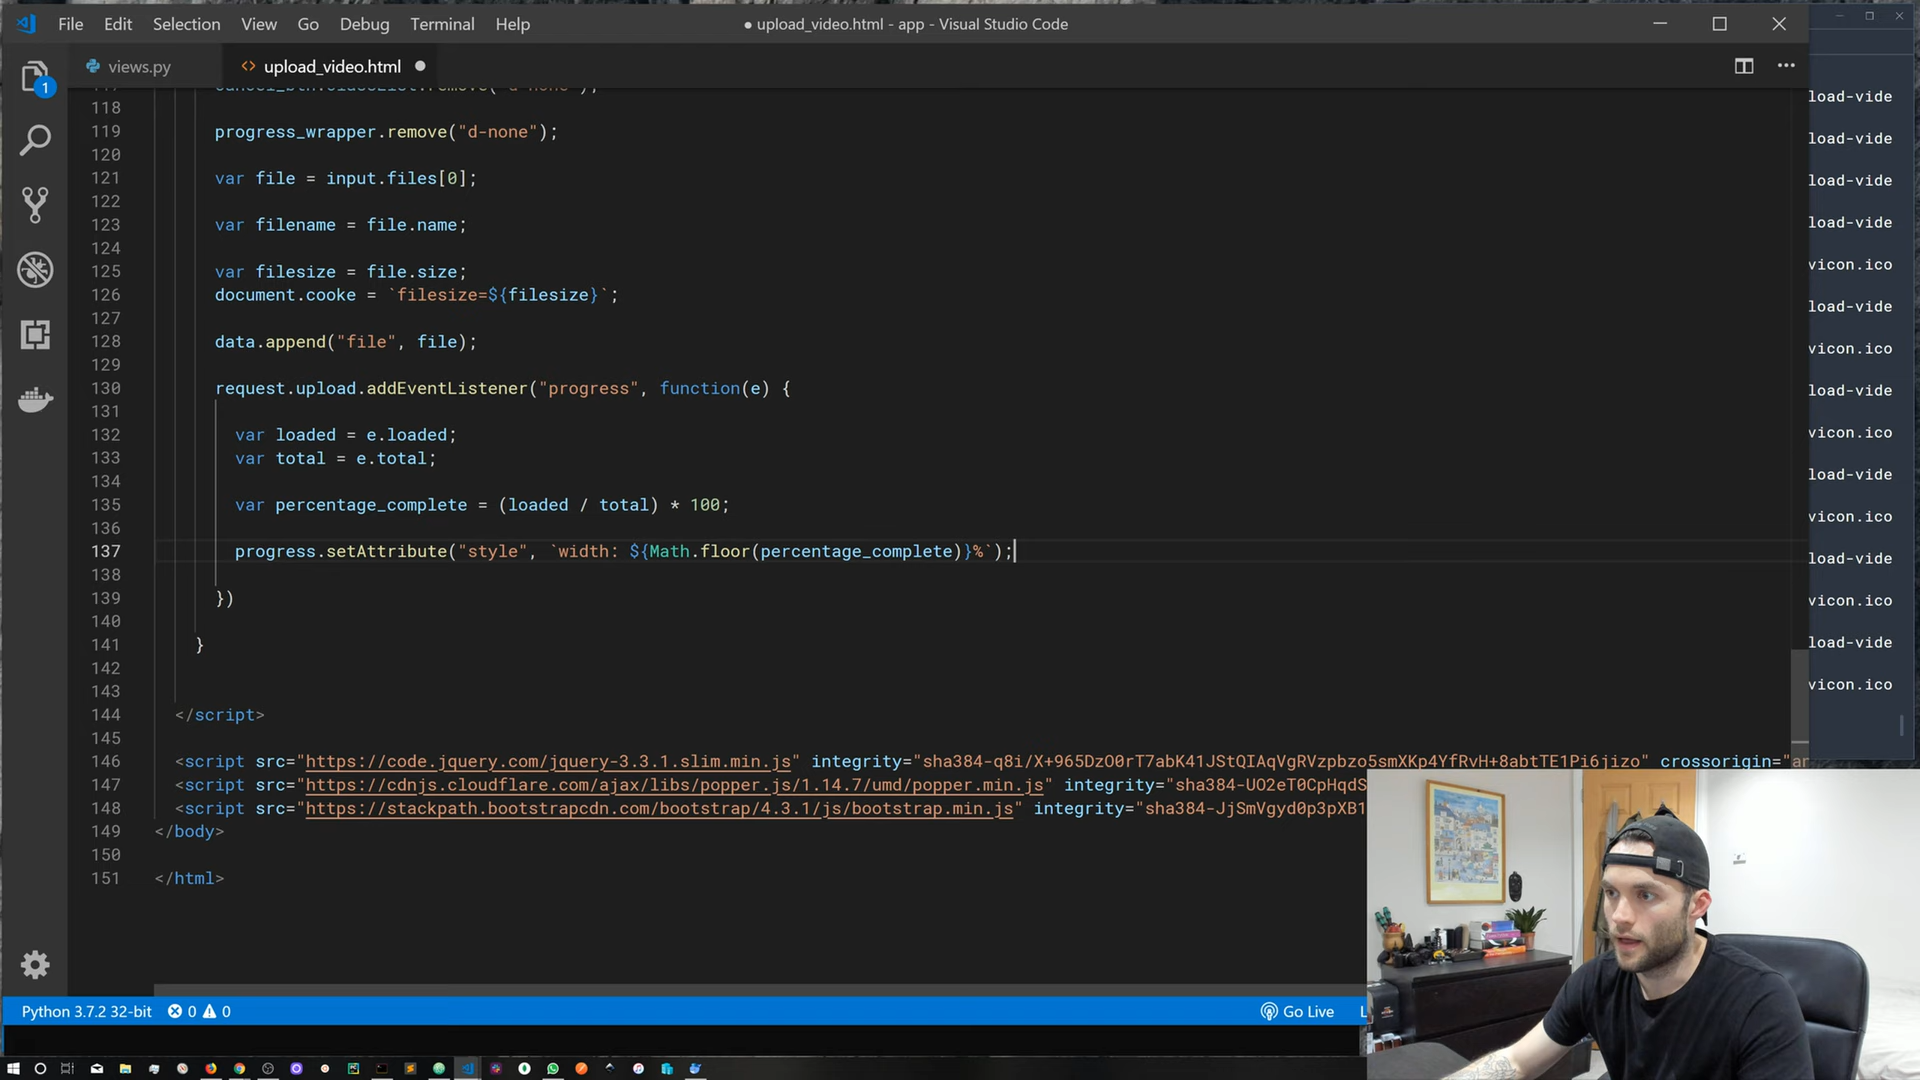 File Edit Selection View Go Debug Terminal Help
● upload_video.html - app - Visual Studio Code
1
views.py
<> upload_video.html ●
118
119 progress_wrapper.remove("d-none");
120
121 var file = input.files[0];
122
123 var filename = file.name;
124
125 var filesize = file.size;
126 document.cooke = `filesize=${filesize}`;
127
128 data.append("file", file);
129
130 request.upload.addEventListener("progress", function(e) {
131
132 var loaded = e.loaded;
133 var total = e.total;
134
135 var percentage_complete = (loaded / total) * 100;
136
137 progress.setAttribute("style", `width: ${Math.floor(percentage_complete)}%`);
138
139 })
140
141 }
142
143
144 </script>
145
146 <script src="https://code.jquery.com/jquery-3.3.1.slim.min.js" integrity="sha384-q8i/X+965DzO0rT7abK41JStQIAqVgRVzpbzo5smXKp4YfRvH+8abtTE1Pi6jizo" crossorigin="
147 <script src="https://cdnjs.cloudflare.com/ajax/libs/popper.js/1.14.7/umd/popper.min.js" integrity="sha384-UO2eT0CpHqdS
148 <script src="https://stackpath.bootstrapcdn.com/bootstrap/4.3.1/js/bootstrap.min.js" integrity="sha384-JjSmVgyd0p3pXB1
149 </body>
150
151 </html>
load-vide
load-vide
load-vide
load-vide
vicon.ico
load-vide
vicon.ico
load-vide
vicon.ico
load-vide
vicon.ico
load-vide
vicon.ico
load-vide
vicon.ico
Python 3.7.2 32-bit 0 0
Go Live